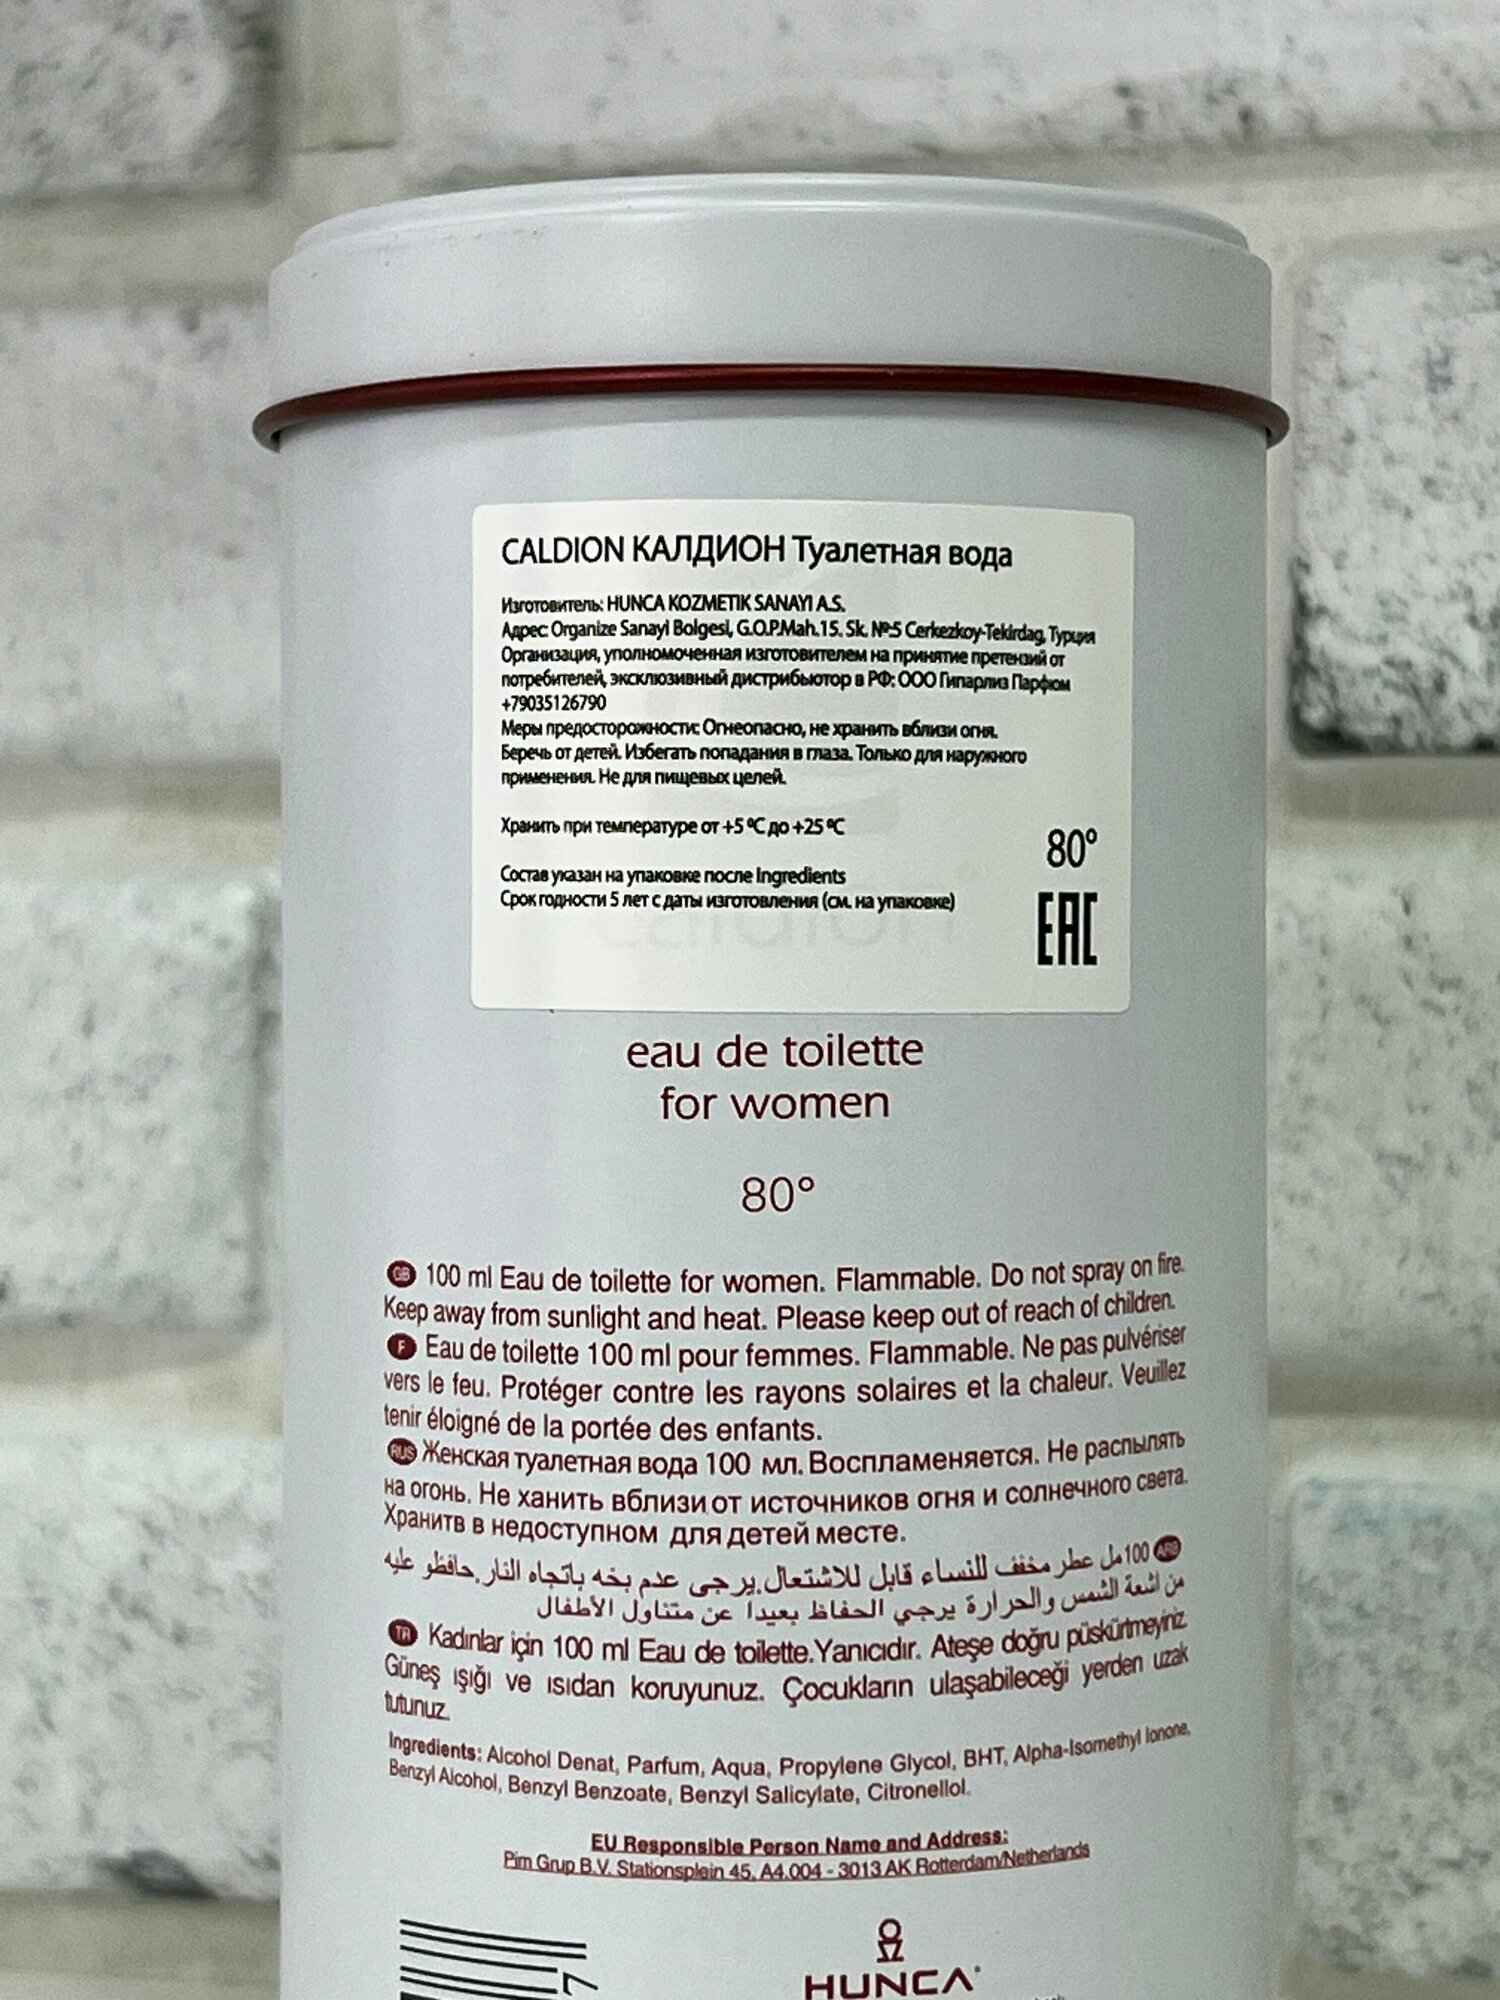 CALDION КАЛДИОН Туалетная вода
Изготовитель: HUNCA KOZMETIK SANAYI A.S.
Адрес: Organize Sanayi Bolgesi, G.O.P.Mah.15. Sk. №:5 Cerkezkoy-Tekirdag, Турция
Организация, уполномоченная изготовителем на принятие претензий от
потребителей, эксклюзивный дистрибьютор в РФ: ООО Гипарлиз Парфюм
+79035126790
Меры предосторожности: Огнеопасно, не хранить вблизи огня.
Беречь от детей. Избегать попадания в глаза. Только для наружного
применения. Не для пищевых целей.
Хранить при температуре от +5 °C до +25 °C
80°
Состав указан на упаковке после Ingredients
Срок годности 5 лет с даты изготовления (см. на упаковке)
EAC
caldion
eau de toilette
for women
80°
GB 100 ml Eau de toilette for women. Flammable. Do not spray on fire.
Keep away from sunlight and heat. Please keep out of reach of children.
F Eau de toilette 100 ml pour femmes. Flammable. Ne pas pulvériser
vers le feu. Protéger contre les rayons solaires et la chaleur. Veuillez
tenir éloigné de la portée des enfants.
RUS Женская туалетная вода 100 мл. Воспламеняется. Не распылять
на огонь. Не ханить вблизи от источников огня и солнечного света.
Хранитв в недоступном для детей месте.
ARB 100مل عطر مخفف للنساء قابل للاشتعال.يرجى عدم بخه باتجاه النار.حافظو عليه
من اشعة الشمس والحرارة يرجي الحفاظ بعيدا عن متناول الأطفال
TR Kadınlar için 100 ml Eau de toilette.Yanıcıdır. Ateşe doğru püskürtmeyiniz.
Güneş ışığı ve ısıdan koruyunuz. Çocukların ulaşabileceği yerden uzak
tutunuz.
Ingredients: Alcohol Denat, Parfum, Aqua, Propylene Glycol, BHT, Alpha-Isomethyl Ionone,
Benzyl Alcohol, Benzyl Benzoate, Benzyl Salicylate, Citronellol.
EU Responsible Person Name and Address:
Pim Grup B.V. Stationsplein 45, A4.004 - 3013 AK Rotterdam/Netherlands
7
HUNCA